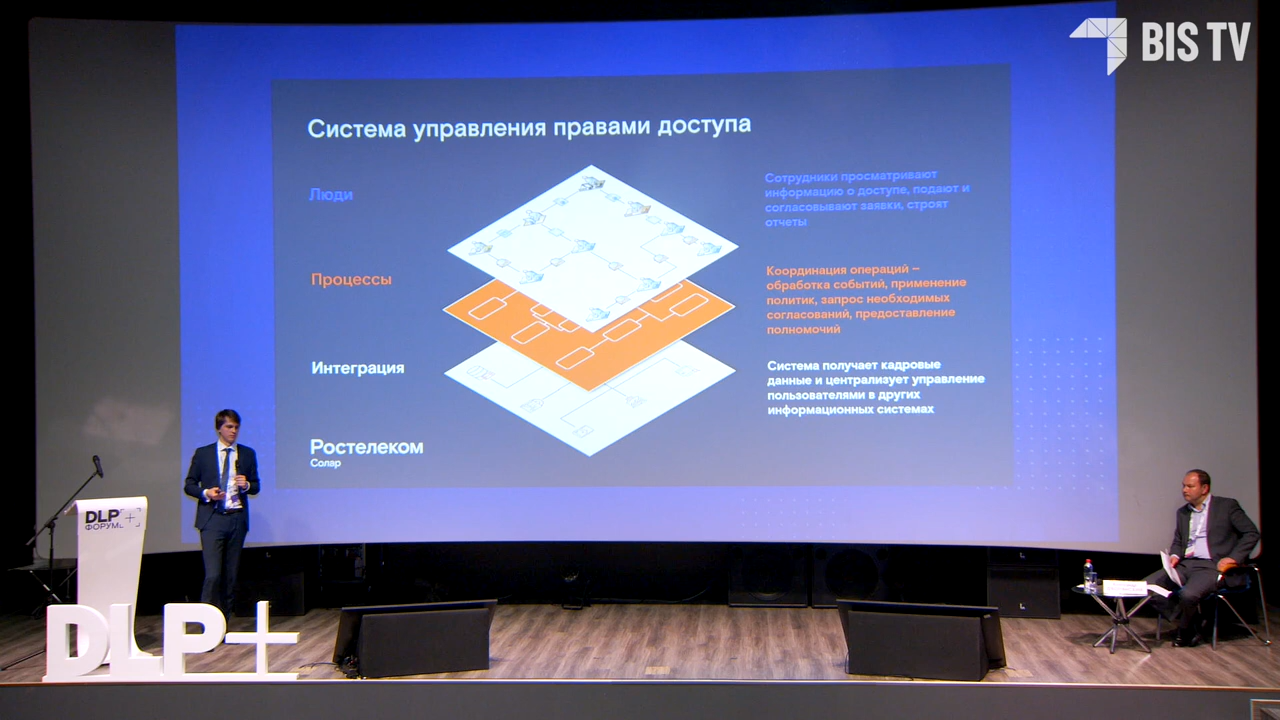 BIS TV
Система управления правами доступа
Люди
Сотрудники просматривают
информацию о доступе, подают и
согласовывают заявки, строят
отчеты
Процессы
Координация операций –
обработка событий, применение
политик, запрос необходимых
согласований, предоставление
полномочий
Интеграция
Система получает кадровые
данные и централизует управление
пользователями в других
информационных системах
Ростелеком
Солар
DLP+
ФОРУМ
DLP+